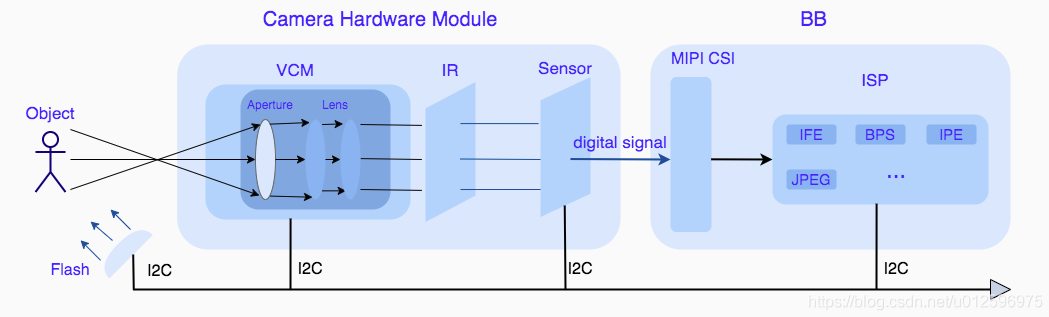 Camera Hardware Module
BB
VCM
IR
Sensor
MIPI CSI
ISP
Aperture
Lens
Object
digital signal
IFE
BPS
IPE
JPEG
...
Flash
I2C
I2C
I2C
I2C
https://blog.csdn.net/u012596975